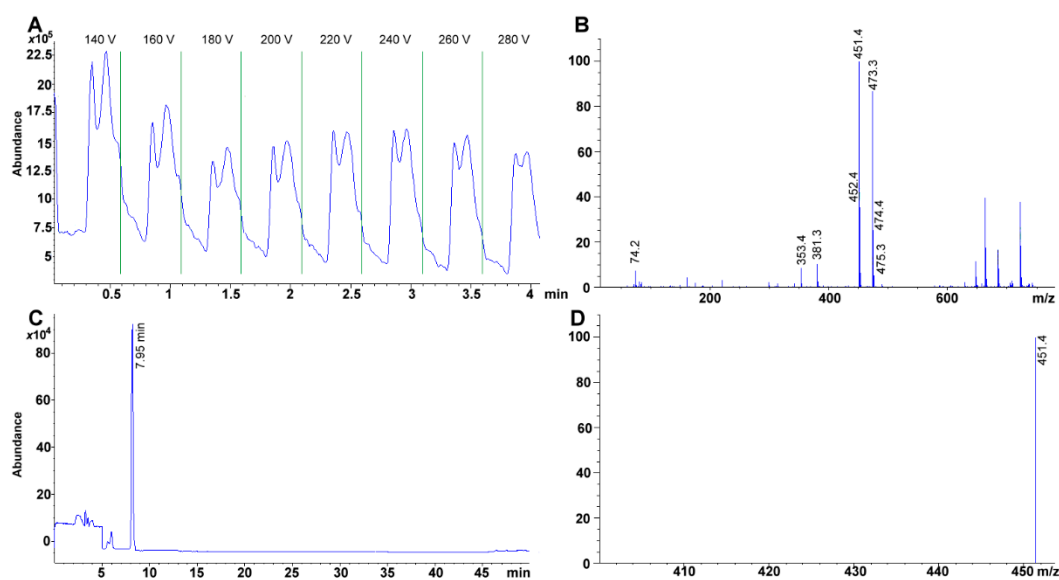 A
x10⁵
140 V 160 V 180 V 200 V 220 V 240 V 260 V 280 V
22.5
20
17.5
15
12.5
10
7.5
5
Abundance
0.5 1 1.5 2 2.5 3 3.5 4 min
B
100
80
60
40
20
0
74.2
353.4
381.3
451.4
452.4
473.3
474.4
475.3
200 400 600 m/z
C
x10⁴
80
60
40
20
0
Abundance
7.95 min
5 10 15 20 25 30 35 40 45 min
D
100
80
60
40
20
0
451.4
410 420 430 440 450 m/z